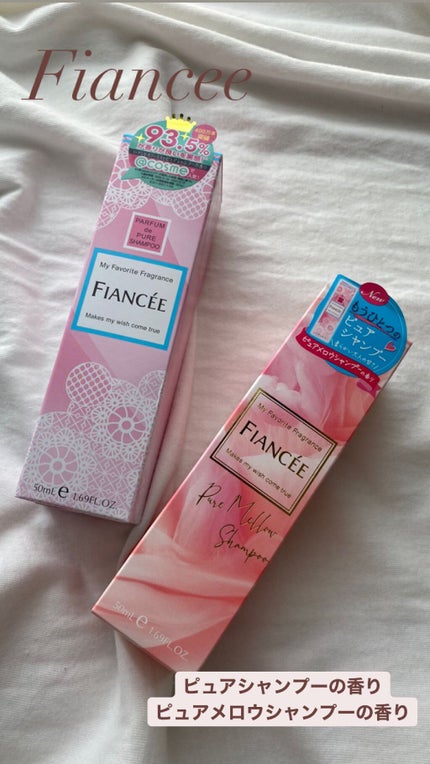 Fiancee
93.5%
@cosme
PARFUM
de
PURE
SHAMPOO
My Favorite Fragrance
FIANCÉE
Makes my wish come true
50mL e 1.69FL.OZ.
New
もうひとつの
ピュア
シャンプー
ピュアメロウシャンプーの香り
My Favorite Fragrance
FIANCÉE
Makes my wish come true
Pure Mellow
Shampoo
50mL e 1.69FL.OZ.
ピュアシャンプーの香り
ピュアメロウシャンプーの香り